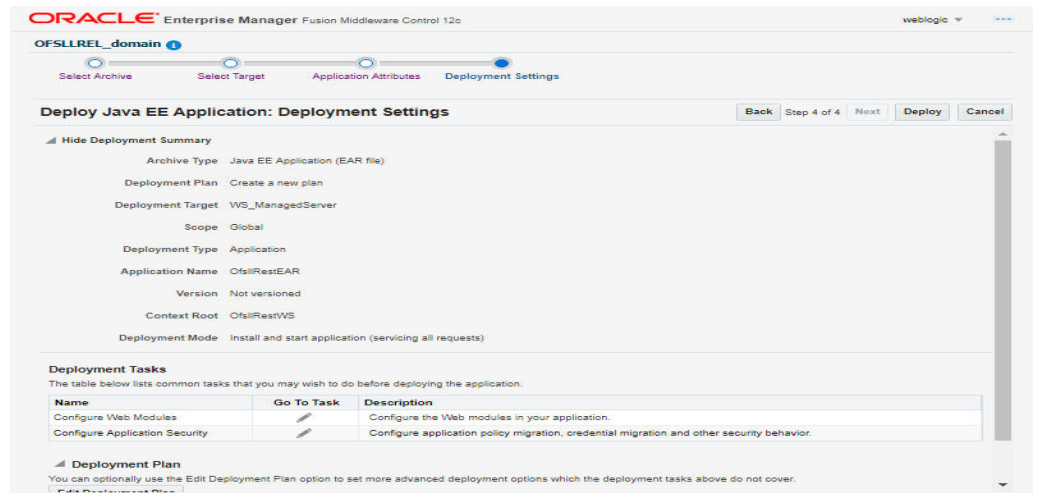 ORACLE® Enterprise Manager Fusion Middleware Control 12c weblogic
OFSLLREL_domain
Select Archive Select Target Application Attributes Deployment Settings
Deploy Java EE Application: Deployment Settings Back Step 4 of 4 Next Deploy Cancel
Hide Deployment Summary
Archive Type Java EE Application (EAR file)
Deployment Plan Create a new plan
Deployment Target WS_ManagedServer
Scope Global
Deployment Type Application
Application Name OfsllRestEAR
Version Not versioned
Context Root OfsllRestWS
Deployment Mode Install and start application (servicing all requests)
Deployment Tasks
The table below lists common tasks that you may wish to do before deploying the application.
Name Go To Task Description
Configure Web Modules Configure the Web modules in your application.
Configure Application Security Configure application policy migration, credential migration and other security behavior.
Deployment Plan
You can optionally use the Edit Deployment Plan option to set more advanced deployment options which the deployment tasks above do not cover.
Edit Deployment Plan